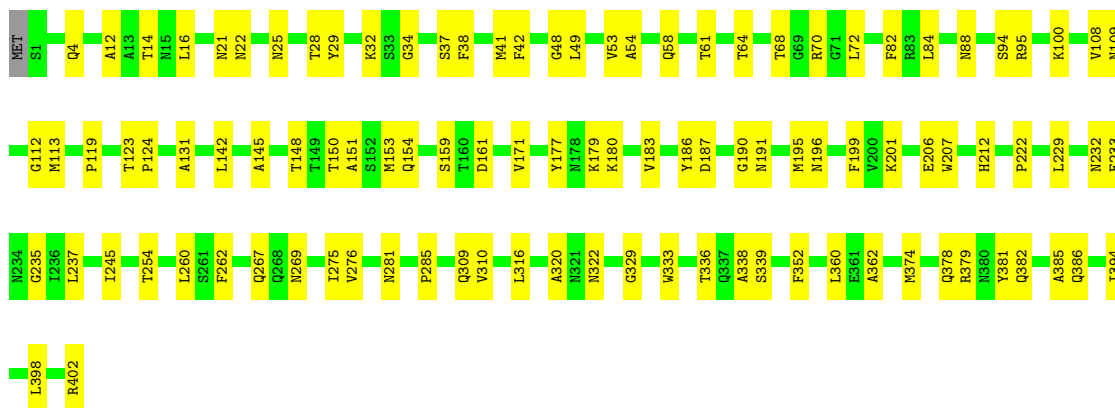 MET S1 Q4 A12 A13 T14 N15 L16 N21 N22 N25 T28 Y29 K32 S33 G34 S37 F38 M41 F42 G48 L49 V53 A54 Q58 T61 T64 T68 G69 R70 G71 L72 F82 R83 L84 N88 S94 R95 K100 V108
G112 M113 P119 T123 P124 A131 L142 A145 T148 T149 T150 A151 S152 M153 Q154 S159 T160 D161 V171 Y177 N178 K179 K180 V183 Y186 D187 G190 N191 M195 N196 F199 V200 K201 E206 W207 H212 P222 L229 N232
N234 G235 I236 L237 I245 T254 L260 S261 F262 Q267 Q268 N269 I275 V276 N281 P285 Q309 V310 L316 A320 N321 N322 G329 W333 T336 Q337 A338 S339 F352 L360 E361 A362 M374 Q378 R379 N380 Y381 Q382 A385 Q386
L398 R402